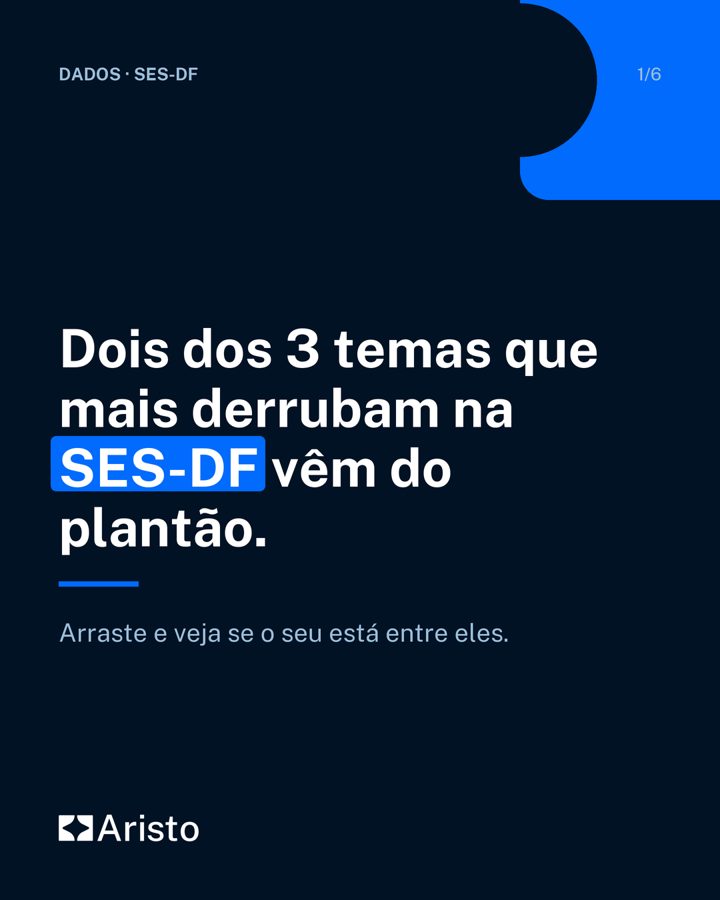 DADOS · SES-DF
1/6
Dois dos 3 temas que
mais derrubam na
SES-DF vêm do
plantão.
Arraste e veja se o seu está entre eles.
Aristo